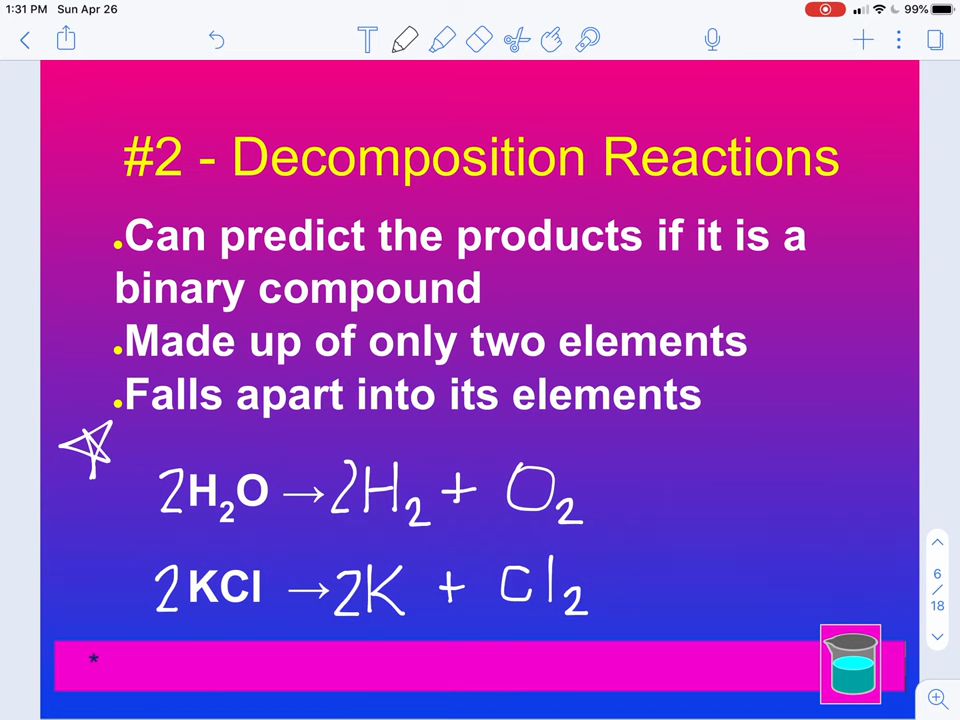 1:31 PM Sun Apr 26 99%
T
#2 - Decomposition Reactions
•Can predict the products if it is a
binary compound
•Made up of only two elements
•Falls apart into its elements
2H₂O →2H₂ + O₂
2KCl →2K + Cl₂
*
6
/
18